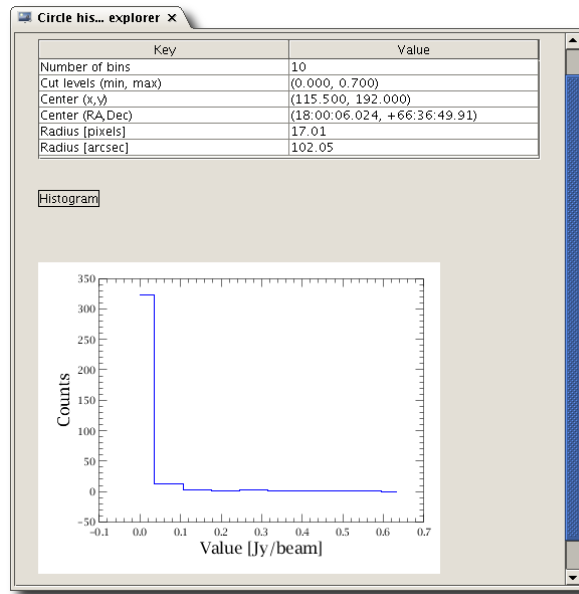 Circle his... explorer ×
Key Value
Number of bins 10
Cut levels (min, max) (0.000, 0.700)
Center (x,y) (115.500, 192.000)
Center (RA,Dec) (18:00:06.024, +66:36:49.91)
Radius [pixels] 17.01
Radius [arcsec] 102.05
Histogram
350
300
250
200
150
100
50
0
-50
Counts
-0.1 0.0 0.1 0.2 0.3 0.4 0.5 0.6 0.7
Value [Jy/beam]